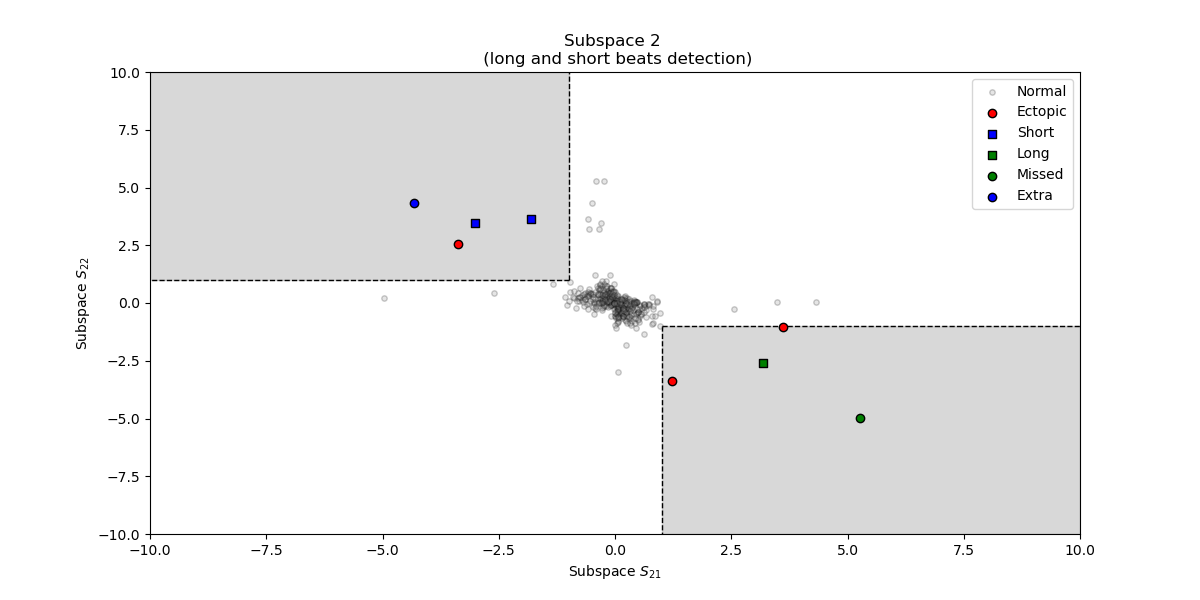 Subspace 2
(long and short beats detection)
10.0
7.5
5.0
2.5
0.0
−2.5
−5.0
−7.5
−10.0
Subspace S₂₂
Normal
Ectopic
Short
Long
Missed
Extra
−10.0 −7.5 −5.0 −2.5 0.0 2.5 5.0 7.5 10.0
Subspace S₂₁